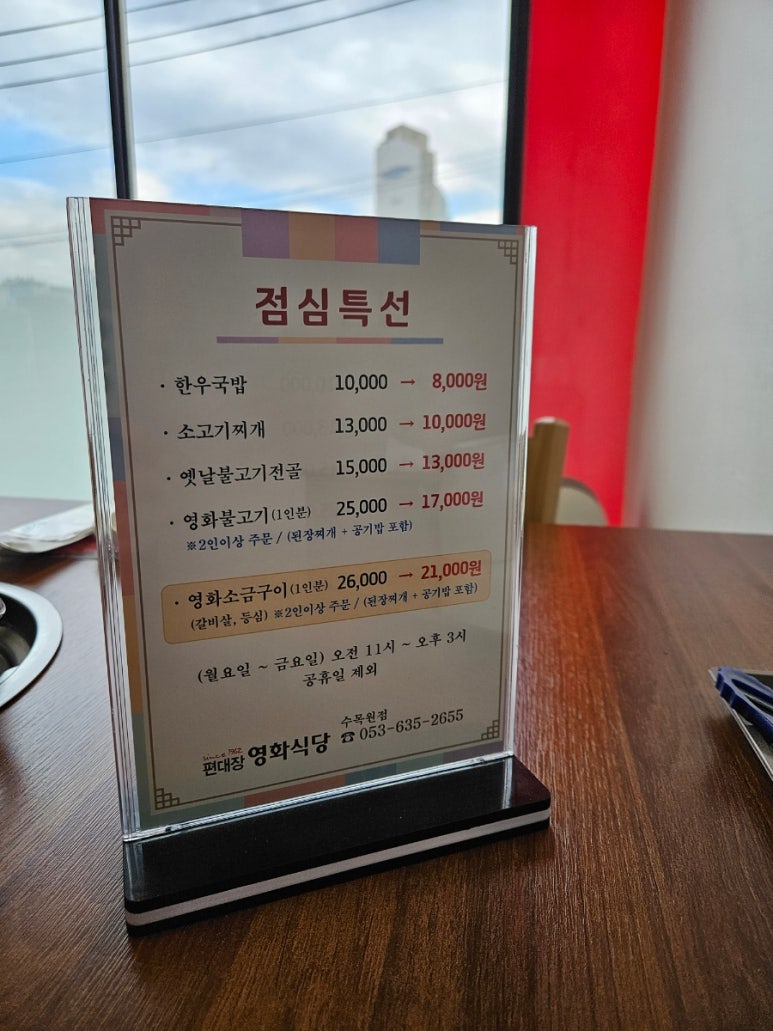 점심특선
· 한우국밥 10,000 → 8,000원
· 소고기찌개 13,000 → 10,000원
· 옛날불고기전골 15,000 → 13,000원
· 영화불고기(1인분) 25,000 → 17,000원
※2인이상 주문 / (된장찌개 + 공기밥 포함)
· 영화소금구이(1인분) 26,000 → 21,000원
(갈비살, 등심) ※2인이상 주문 / (된장찌개 + 공기밥 포함)
(월요일 ~ 금요일) 오전 11시 ~ 오후 3시
공휴일 제외
수목원점
since 1962
편대장 영화식당 ☎ 053-635-2655